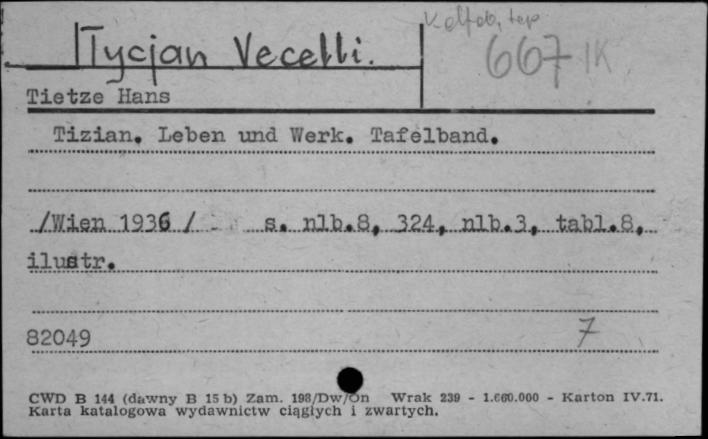 Tycjan Vecelli.
667 IK
Tietze Hans
Tizian. Leben und Werk. Tafelband.
/Wien 1936 / s. nlb.8, 324, nlb.3, tabl.8,
ilustr.
82049 7
CWD B 144 (dawny B 15 b) Zam. 198/Dw/On Wrak 239 - 1.660.000 - Karton IV.71.
Karta katalogowa wydawnictw ciągłych i zwartych.